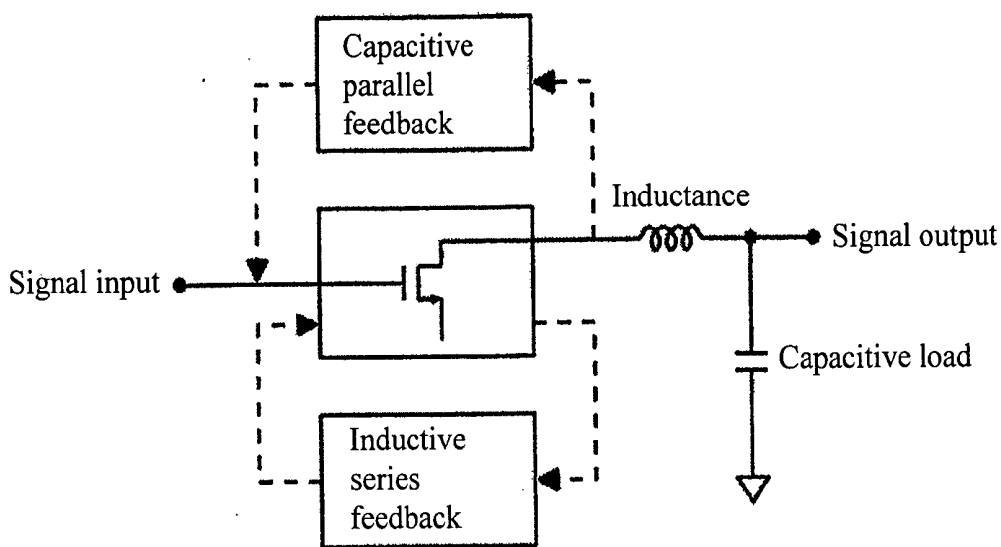 Capacitive
parallel
feedback
Inductance
Signal output
Signal input
Capacitive load
Inductive
series
feedback